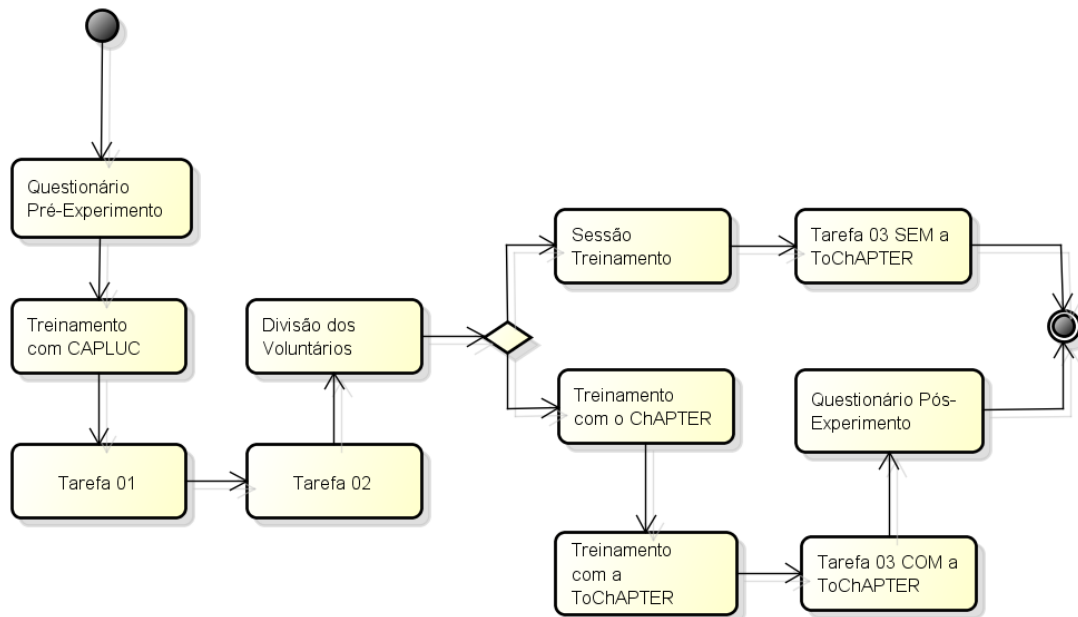 Questionário
Pré-Experimento
Treinamento
com CAPLUC
Tarefa 01
Tarefa 02
Divisão dos
Voluntários
Sessão
Treinamento
Tarefa 03 SEM a
ToChAPTER
Treinamento
com o ChAPTER
Treinamento
com a
ToChAPTER
Tarefa 03 COM a
ToChAPTER
Questionário Pós-
Experimento